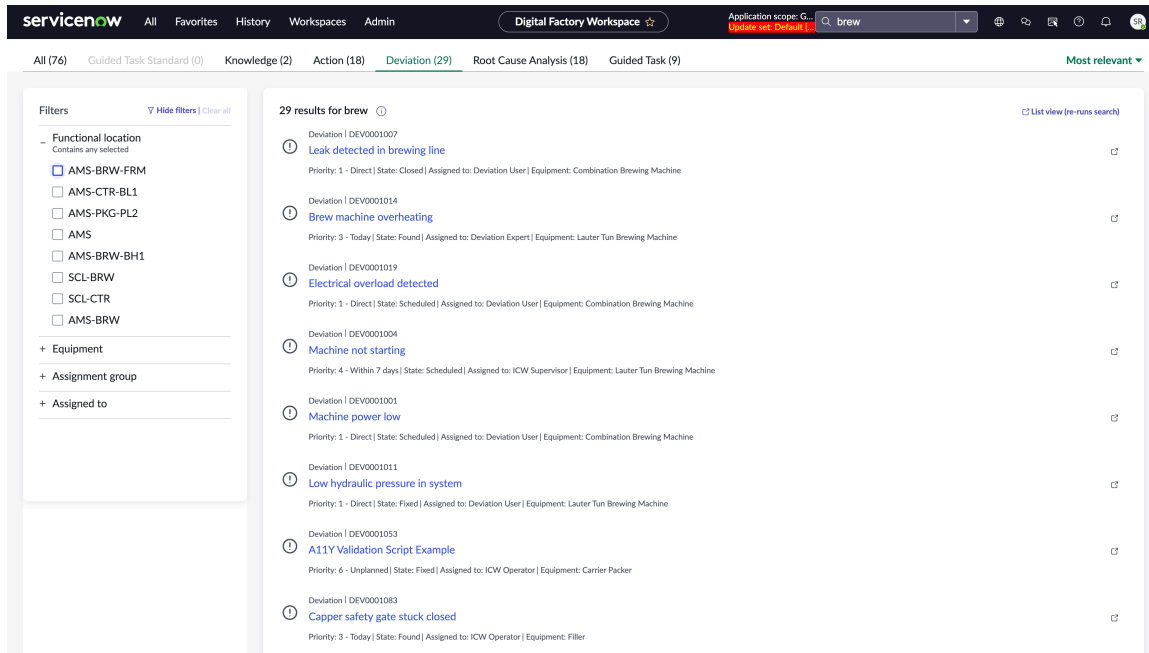 servicenow All Favorites History Workspaces Admin Digital Factory Workspace ☆ Application scope: G... brew SR
Update set: Default [...
All (76) Guided Task Standard (0) Knowledge (2) Action (18) Deviation (29) Root Cause Analysis (18) Guided Task (9) Most relevant
Filters Hide filters | Clear all
Functional location
Contains any selected
AMS-BRW-FRM
AMS-CTR-BL1
AMS-PKG-PL2
AMS
AMS-BRW-BH1
SCL-BRW
SCL-CTR
AMS-BRW
+ Equipment
+ Assignment group
+ Assigned to
29 results for brew List view (re-runs search)
Deviation | DEV0001007
Leak detected in brewing line
Priority: 1 - Direct | State: Closed | Assigned to: Deviation User | Equipment: Combination Brewing Machine
Deviation | DEV0001014
Brew machine overheating
Priority: 3 - Today | State: Found | Assigned to: Deviation Expert | Equipment: Lauter Tun Brewing Machine
Deviation | DEV0001019
Electrical overload detected
Priority: 1 - Direct | State: Scheduled | Assigned to: Deviation User | Equipment: Combination Brewing Machine
Deviation | DEV0001004
Machine not starting
Priority: 4 - Within 7 days | State: Scheduled | Assigned to: ICW Supervisor | Equipment: Lauter Tun Brewing Machine
Deviation | DEV0001001
Machine power low
Priority: 1 - Direct | State: Scheduled | Assigned to: Deviation User | Equipment: Combination Brewing Machine
Deviation | DEV0001011
Low hydraulic pressure in system
Priority: 1 - Direct | State: Fixed | Assigned to: Deviation User | Equipment: Lauter Tun Brewing Machine
Deviation | DEV0001053
A11Y Validation Script Example
Priority: 6 - Unplanned | State: Fixed | Assigned to: ICW Operator | Equipment: Carrier Packer
Deviation | DEV0001083
Capper safety gate stuck closed
Priority: 3 - Today | State: Found | Assigned to: ICW Operator | Equipment: Filler